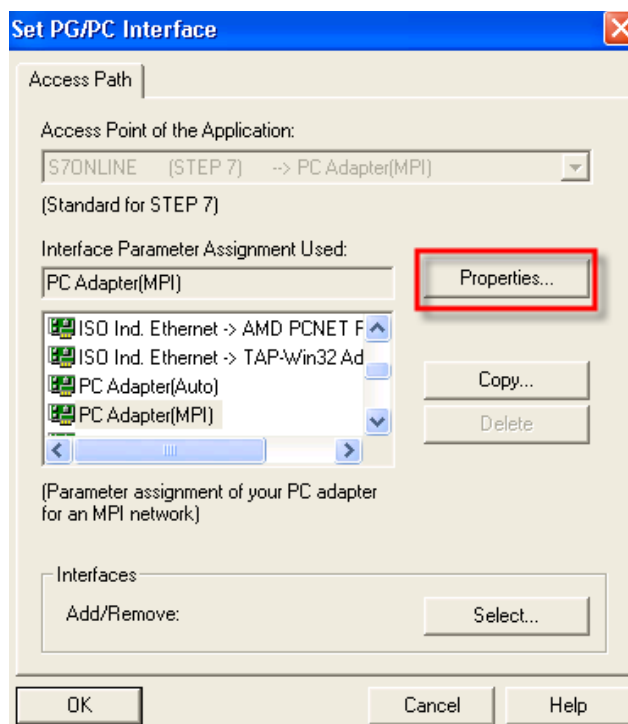 Set PG/PC Interface
Access Path
Access Point of the Application:
S7ONLINE (STEP 7) --> PC Adapter(MPI)
(Standard for STEP 7)
Interface Parameter Assignment Used:
PC Adapter(MPI)
Properties...
ISO Ind. Ethernet -> AMD PCNET F
ISO Ind. Ethernet -> TAP-Win32 Ad
PC Adapter(Auto)
PC Adapter(MPI)
Copy...
Delete
(Parameter assignment of your PC adapter
for an MPI network)
Interfaces
Add/Remove:
Select...
OK
Cancel
Help